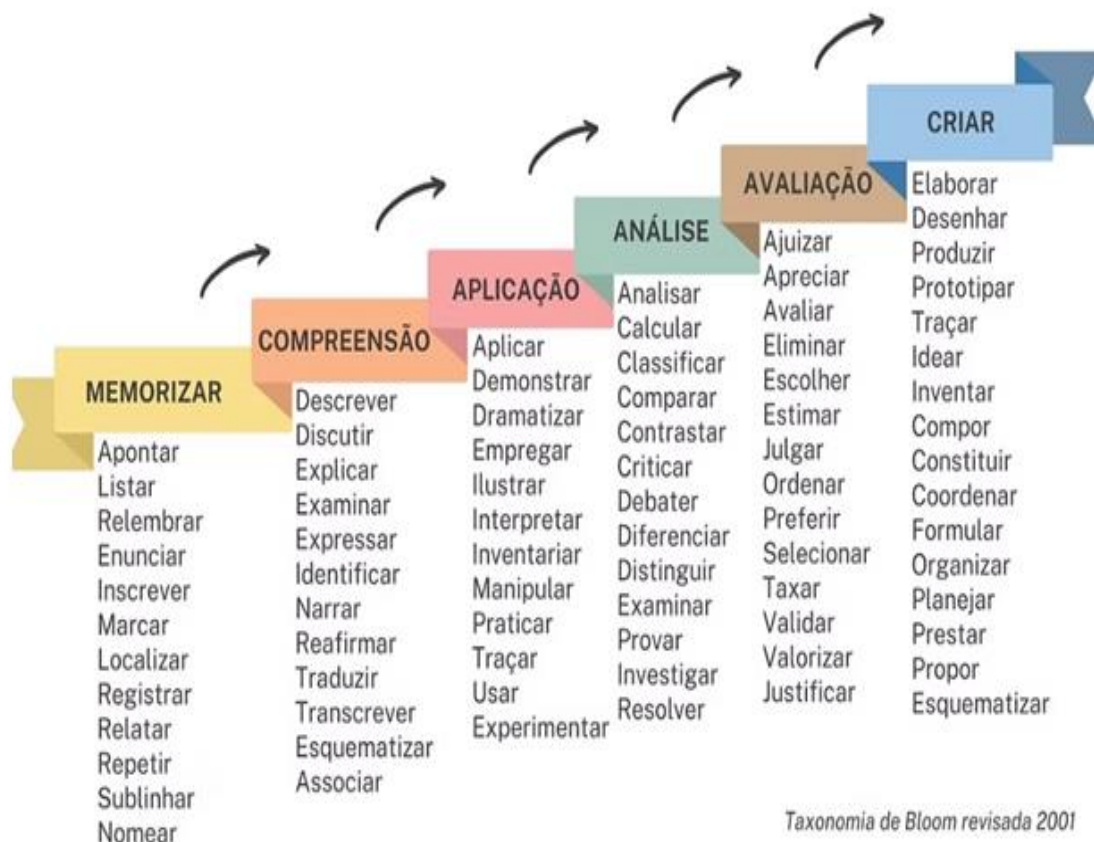 MEMORIZAR
Apontar
Listar
Relembrar
Enunciar
Inscrever
Marcar
Localizar
Registrar
Relatar
Repetir
Sublinhar
Nomear
COMPREENSÃO
Descrever
Discutir
Explicar
Examinar
Expressar
Identificar
Narrar
Reafirmar
Traduzir
Transcrever
Esquematizar
Associar
APLICAÇÃO
Aplicar
Demonstrar
Dramatizar
Empregar
Ilustrar
Interpretar
Inventariar
Manipular
Praticar
Traçar
Usar
Experimentar
ANÁLISE
Analisar
Calcular
Classificar
Comparar
Contrastar
Criticar
Debater
Diferenciar
Distinguir
Examinar
Provar
Investigar
Resolver
AVALIAÇÃO
Ajuizar
Apreciar
Avaliar
Eliminar
Escolher
Estimar
Julgar
Ordenar
Preferir
Selecionar
Taxar
Validar
Valorizar
Justificar
CRIAR
Elaborar
Desenhar
Produzir
Prototipar
Traçar
Idear
Inventar
Compor
Constituir
Coordenar
Formular
Organizar
Planejar
Prestar
Propor
Esquematizar
Taxonomia de Bloom revisada 2001